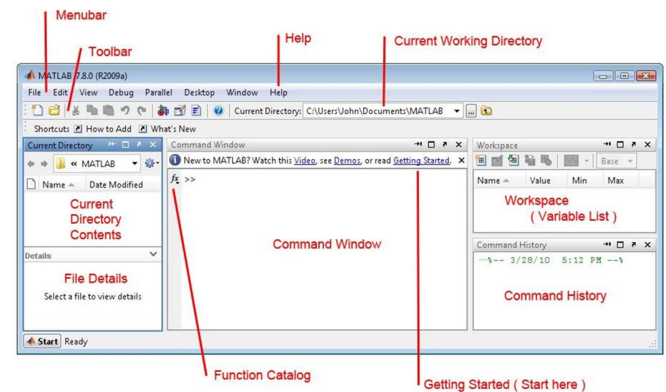 Menubar
Toolbar
Help
Current Working Directory
MATLAB 7.8.0 (R2009a)
File Edit View Debug Parallel Desktop Window Help
Current Directory: C:\Users\John\Documents\MATLAB
Shortcuts How to Add What's New
Current Directory
« MATLAB
Name Date Modified
Current
Directory
Contents
Details
File Details
Select a file to view details
Command Window
New to MATLAB? Watch this Video, see Demos, or read Getting Started.
fx >>
Command Window
Workspace
Base
Name Value Min Max
Workspace
( Variable List )
Command History
%-- 3/28/10 5:12 PM --%
Command History
Start Ready
Function Catalog
Getting Started ( Start here )